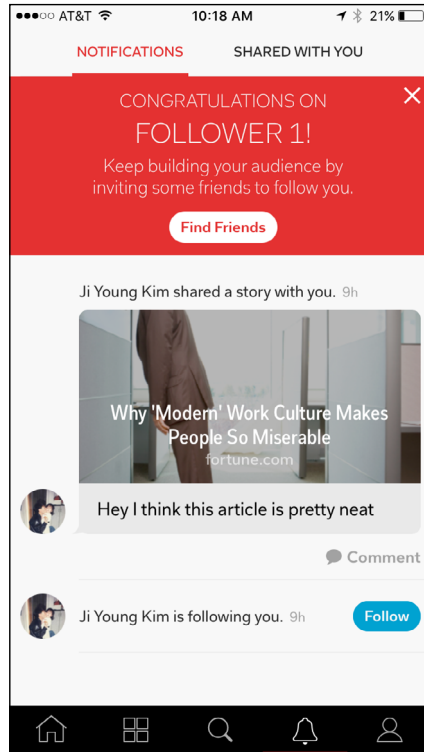 AT&T 10:18 AM 21%
NOTIFICATIONS SHARED WITH YOU
CONGRATULATIONS ON
FOLLOWER 1!
Keep building your audience by
inviting some friends to follow you.
Find Friends
Ji Young Kim shared a story with you. 9h
Why 'Modern' Work Culture Makes
People So Miserable
fortune.com
Hey I think this article is pretty neat
Comment
Ji Young Kim is following you. 9h
Follow